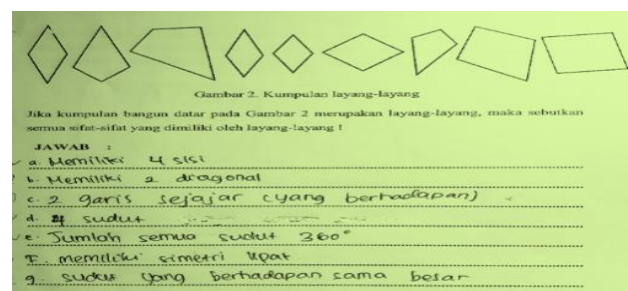 Gambar 2. Kumpulan layang-layang
Jika kumpulan bangun datar pada Gambar 2 merupakan layang-layang, maka sebutkan
semua sifat-sifat yang dimiliki oleh layang-layang !
JAWAB :
a. Memiliki 4 sisi
b. Memiliki 2 diagonal
c. 2 garis sejajar (yang berhadapan)
d. 4 sudut
e. Jumlah semua sudut 360°
F. memiliki simetri lipat
g. sudut yang berhadapan sama besar